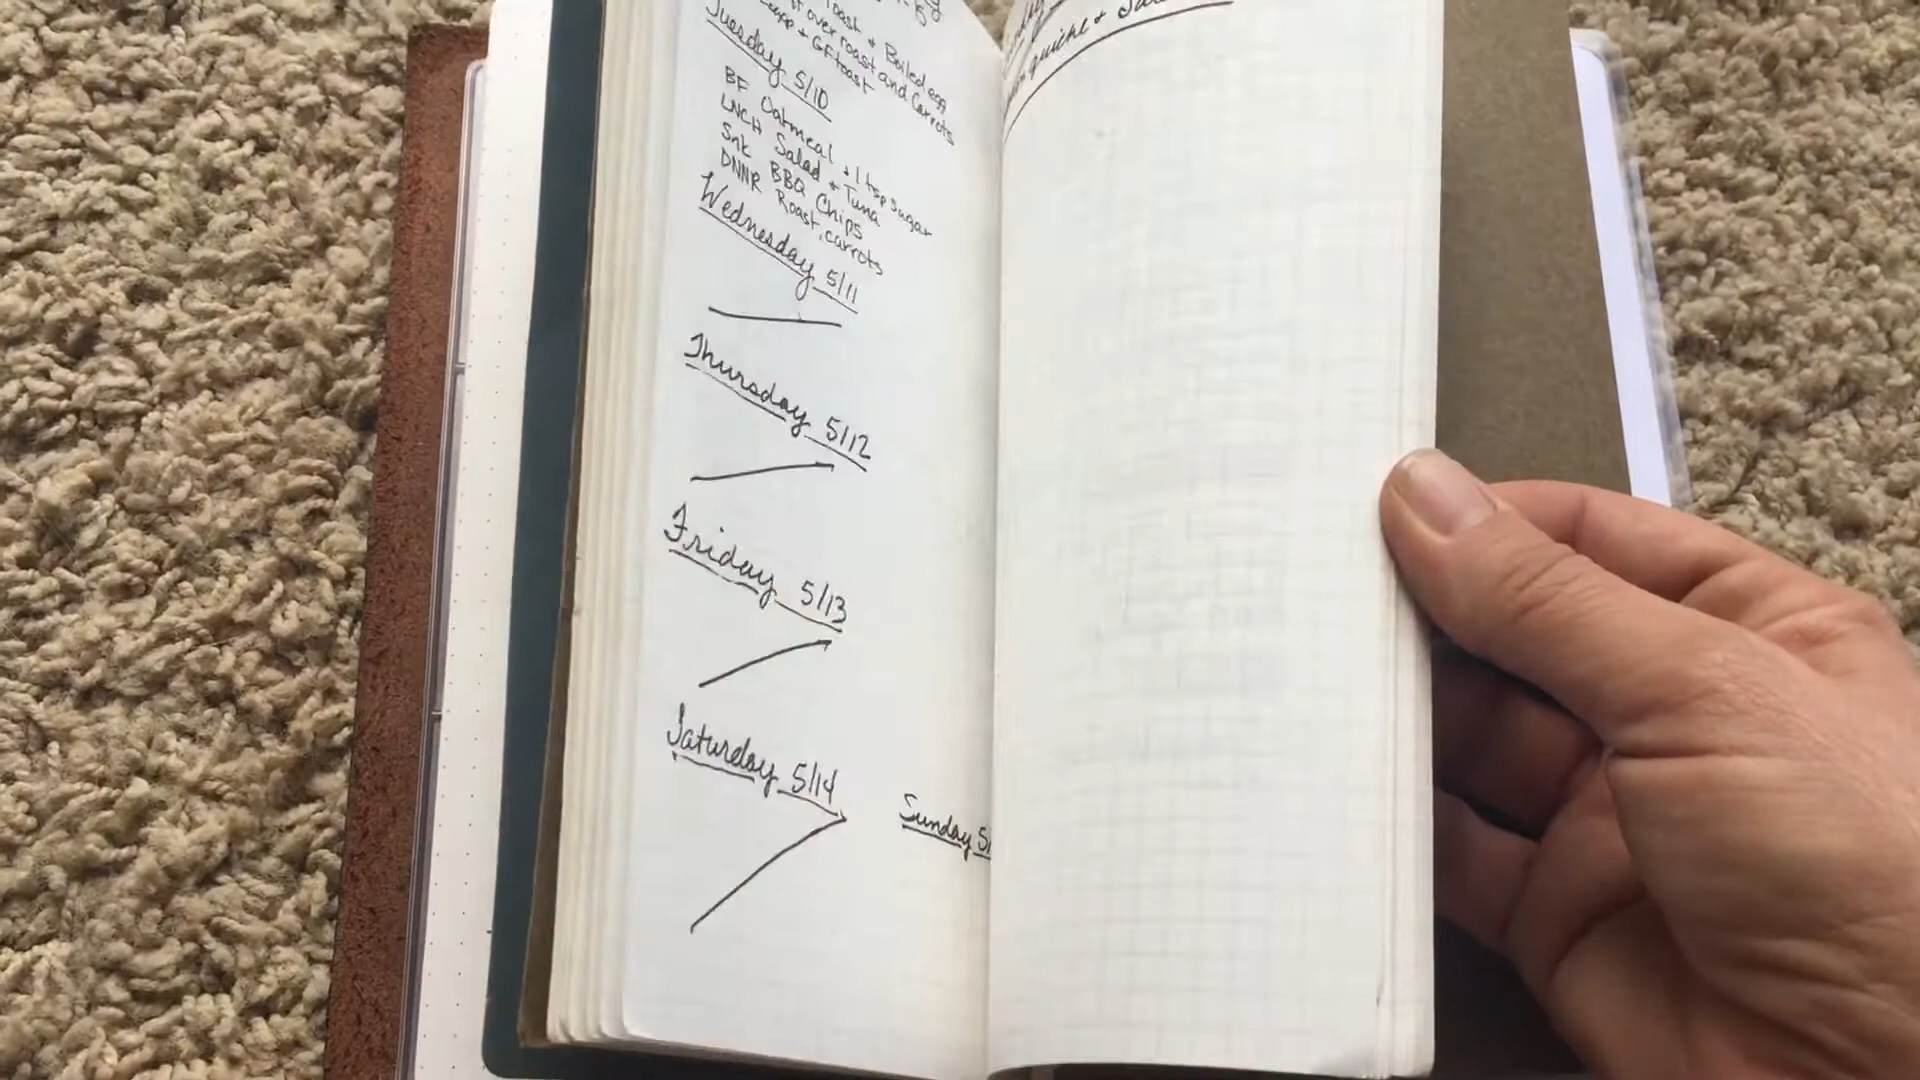 Toast + Boiled egg
over roast and Carrots
+ GF toast
Tuesday 5/10
BF Oatmeal + 1 tsp sugar
LNCH Salad + Tuna
Snk BBQ Chips
DNNR Roast, carrots
Wednesday 5/11
Thursday 5/12
Friday 5/13
Saturday 5/14
Sunday 5/
quiche +